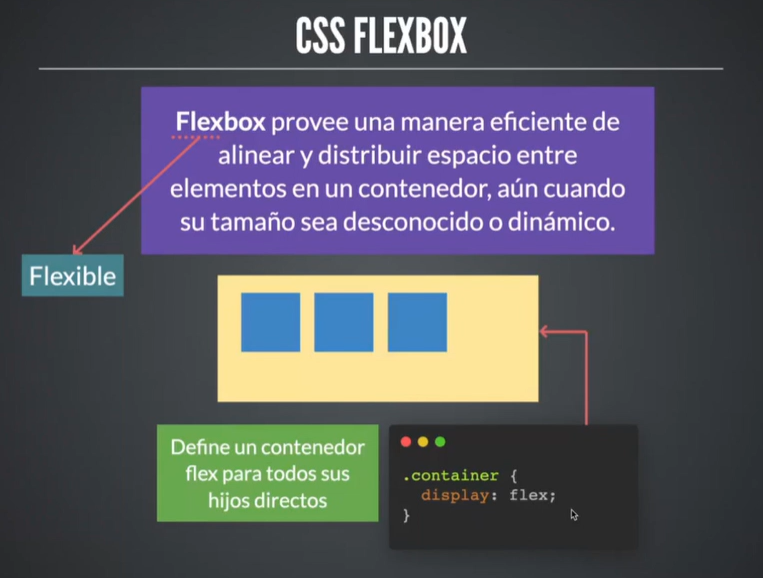 CSS FLEXBOX
Flexbox provee una manera eficiente de
alinear y distribuir espacio entre
elementos en un contenedor, aún cuando
su tamaño sea desconocido o dinámico.
Flexible
Define un contenedor
flex para todos sus
hijos directos
.container {
  display: flex;
}